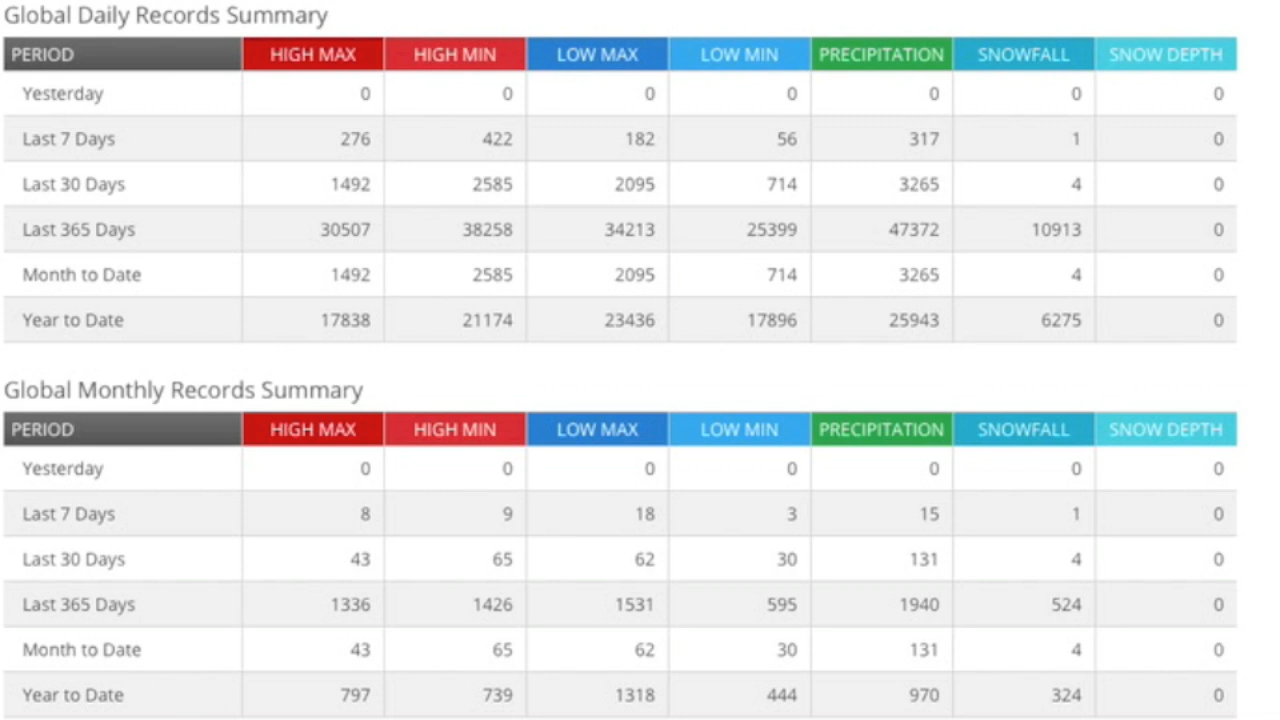 Global Daily Records Summary
PERIOD HIGH MAX HIGH MIN LOW MAX LOW MIN PRECIPITATION SNOWFALL SNOW DEPTH
Yesterday 0 0 0 0 0 0 0
Last 7 Days 276 422 182 56 317 1 0
Last 30 Days 1492 2585 2095 714 3265 4 0
Last 365 Days 30507 38258 34213 25399 47372 10913 0
Month to Date 1492 2585 2095 714 3265 4 0
Year to Date 17838 21174 23436 17896 25943 6275 0
Global Monthly Records Summary
PERIOD HIGH MAX HIGH MIN LOW MAX LOW MIN PRECIPITATION SNOWFALL SNOW DEPTH
Yesterday 0 0 0 0 0 0 0
Last 7 Days 8 9 18 3 15 1 0
Last 30 Days 43 65 62 30 131 4 0
Last 365 Days 1336 1426 1531 595 1940 524 0
Month to Date 43 65 62 30 131 4 0
Year to Date 797 739 1318 444 970 324 0